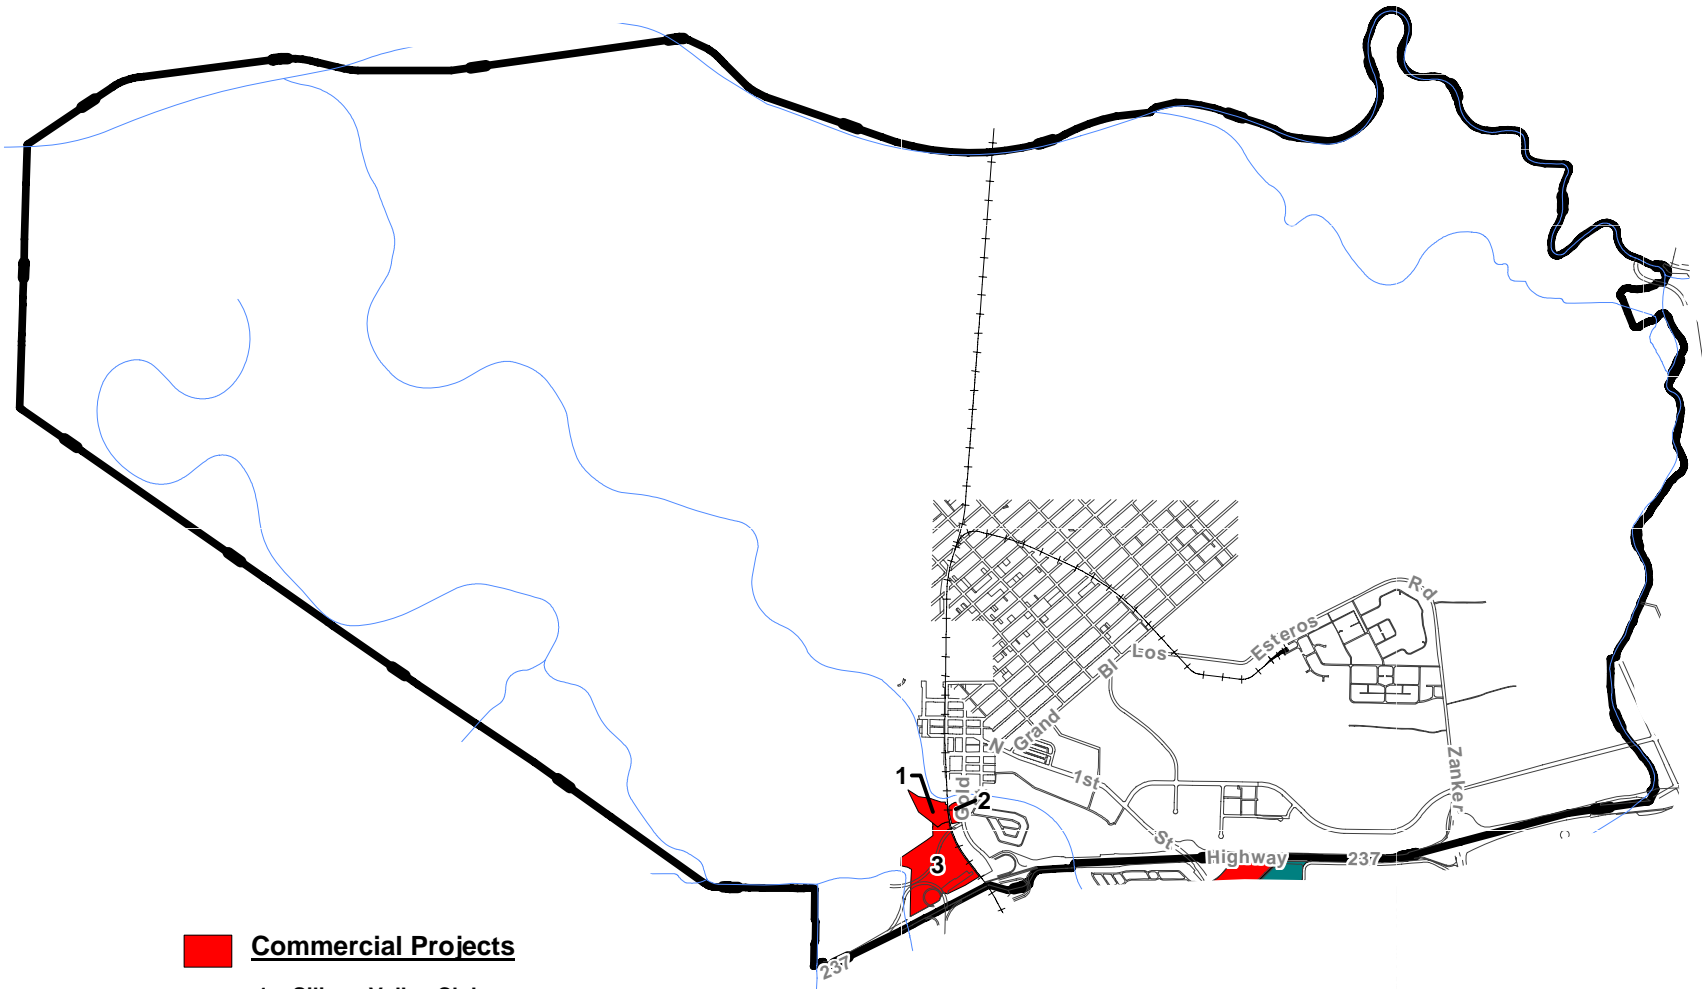 Rd
Esteros
Los
Bl
Grand
N
1st
St
Zanker
Gold
1
2
3
Highway
237
237
Commercial Projects